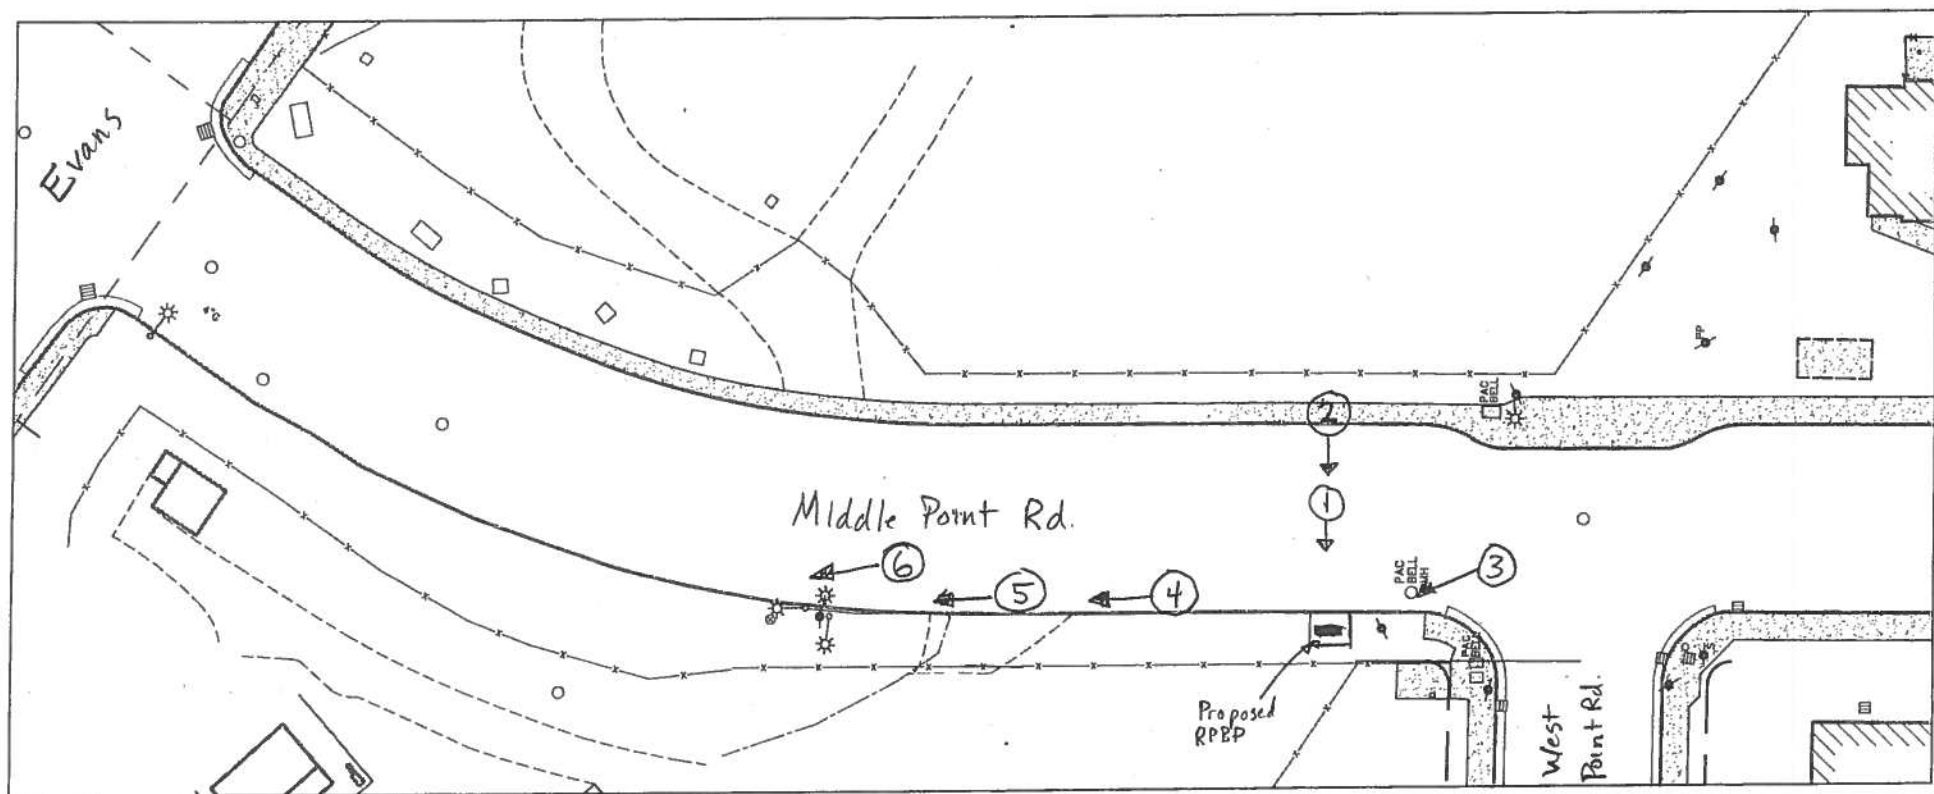 Evans
Middle Point Rd.
2
1
3
4
5
6
PAC
BELL
PAC
BELL
MH
PAC
BELL
BP
Proposed
RPBP
West
Point Rd.